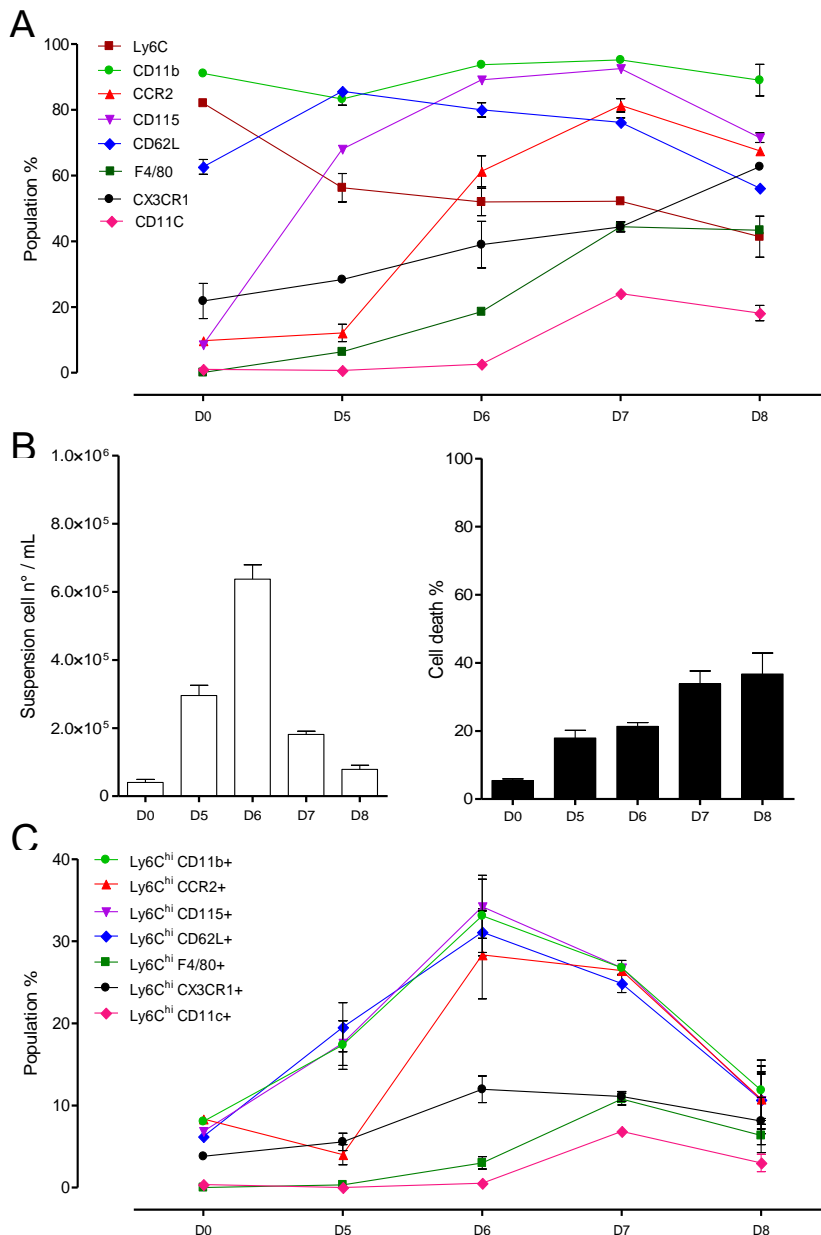 A
Ly6C
CD11b
CCR2
CD115
CD62L
F4/80
CX3CR1
CD11C
Population %
100
80
60
40
20
0
D0 D5 D6 D7 D8
B
Suspension cell n° / mL
1.0×10⁶
8.0×10⁵
6.0×10⁵
4.0×10⁵
2.0×10⁵
0
D0 D5 D6 D7 D8
Cell death %
100
80
60
40
20
0
D0 D5 D6 D7 D8
C
Ly6Cʰⁱ CD11b+
Ly6Cʰⁱ CCR2+
Ly6Cʰⁱ CD115+
Ly6Cʰⁱ CD62L+
Ly6Cʰⁱ F4/80+
Ly6Cʰⁱ CX3CR1+
Ly6Cʰⁱ CD11c+
Population %
40
30
20
10
0
D0 D5 D6 D7 D8